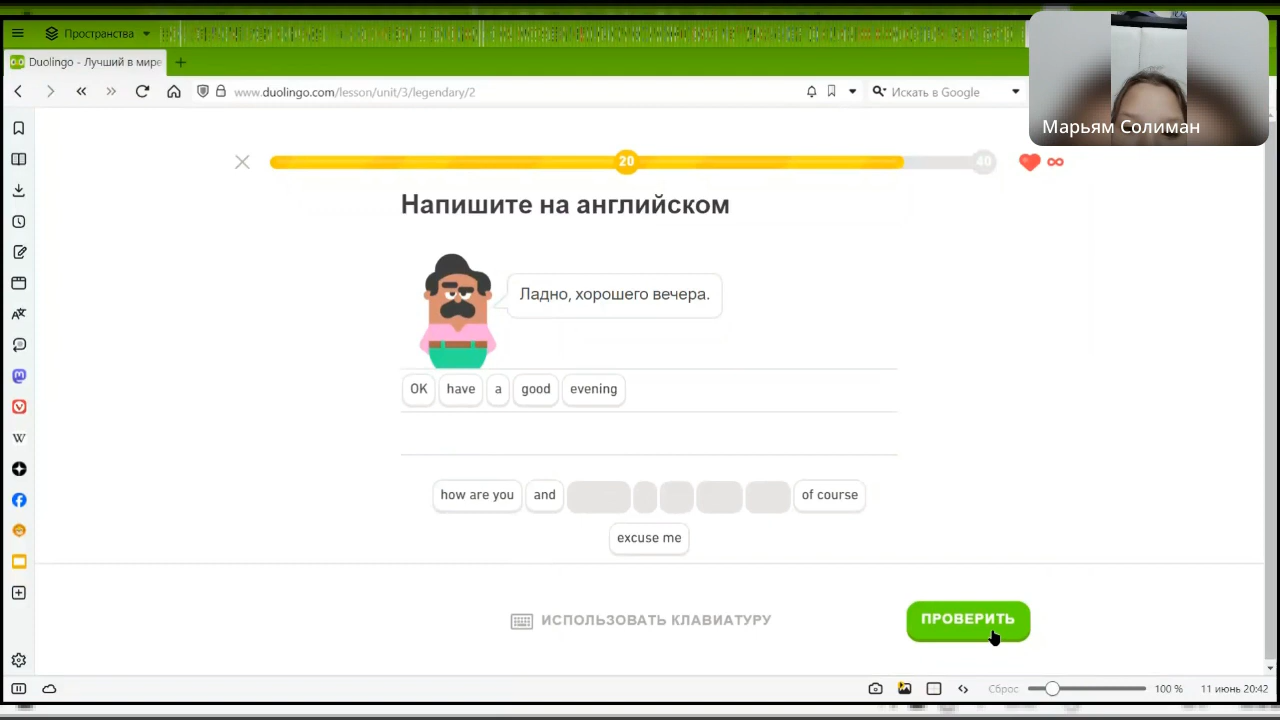 Пространства
Duolingo - Лучший в мире
www.duolingo.com/lesson/unit/3/legendary/2
Искать в Google
Марьям Солиман
20
40
Напишите на английском
Ладно, хорошего вечера.
OK have a good evening
how are you and of course
excuse me
ИСПОЛЬЗОВАТЬ КЛАВИАТУРУ
ПРОВЕРИТЬ
Сброс
100 %
11 июнь 20:42